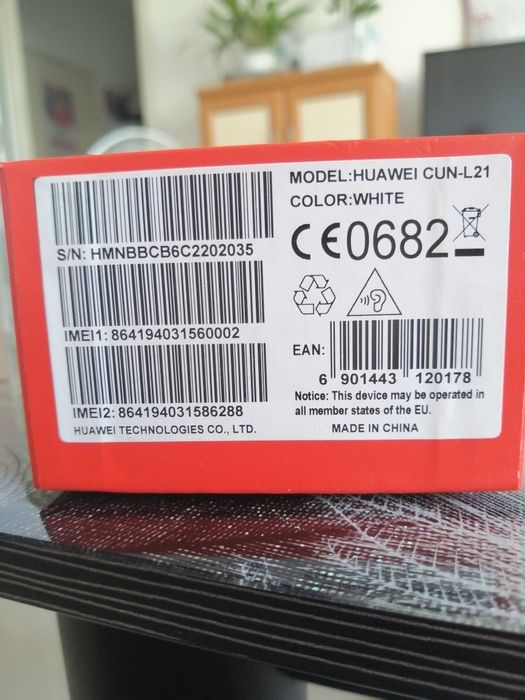 S/N: HMNBBCB6C2202035
IMEI1: 864194031560002
IMEI2: 864194031586288
HUAWEI TECHNOLOGIES CO., LTD.
MODEL:HUAWEI CUN-L21
COLOR:WHITE
CE0682
EAN:
6 901443 120178
Notice: This device may be operated in
all member states of the EU.
MADE IN CHINA